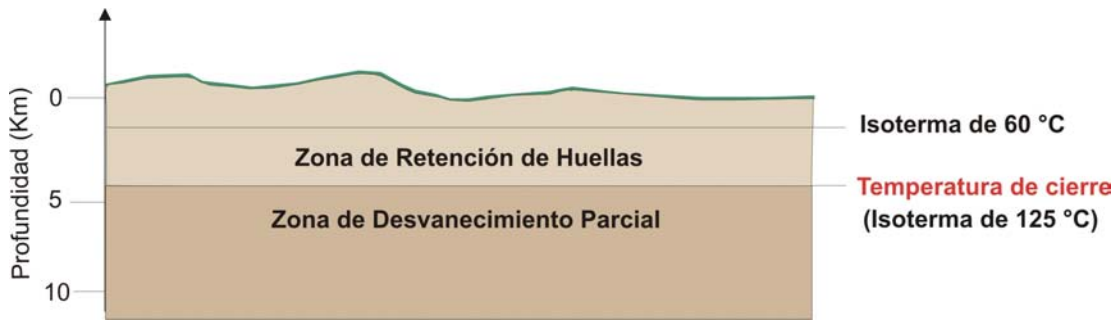 0
Isoterma de 60 °C
Zona de Retención de Huellas
Temperatura de cierre
5
Zona de Desvanecimiento Parcial
(Isoterma de 125 °C)
10
Profundidad (Km)